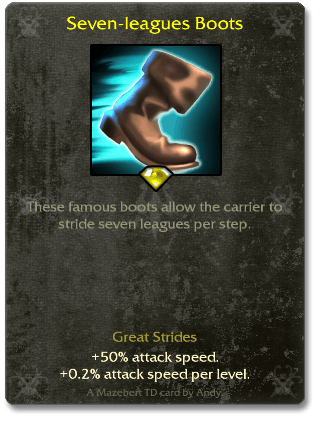 Seven-leagues Boots
These famous boots allow the carrier to
stride seven leagues per step.
Great Strides
+50% attack speed.
+0.2% attack speed per level.
A Mazebert TD card by Andy